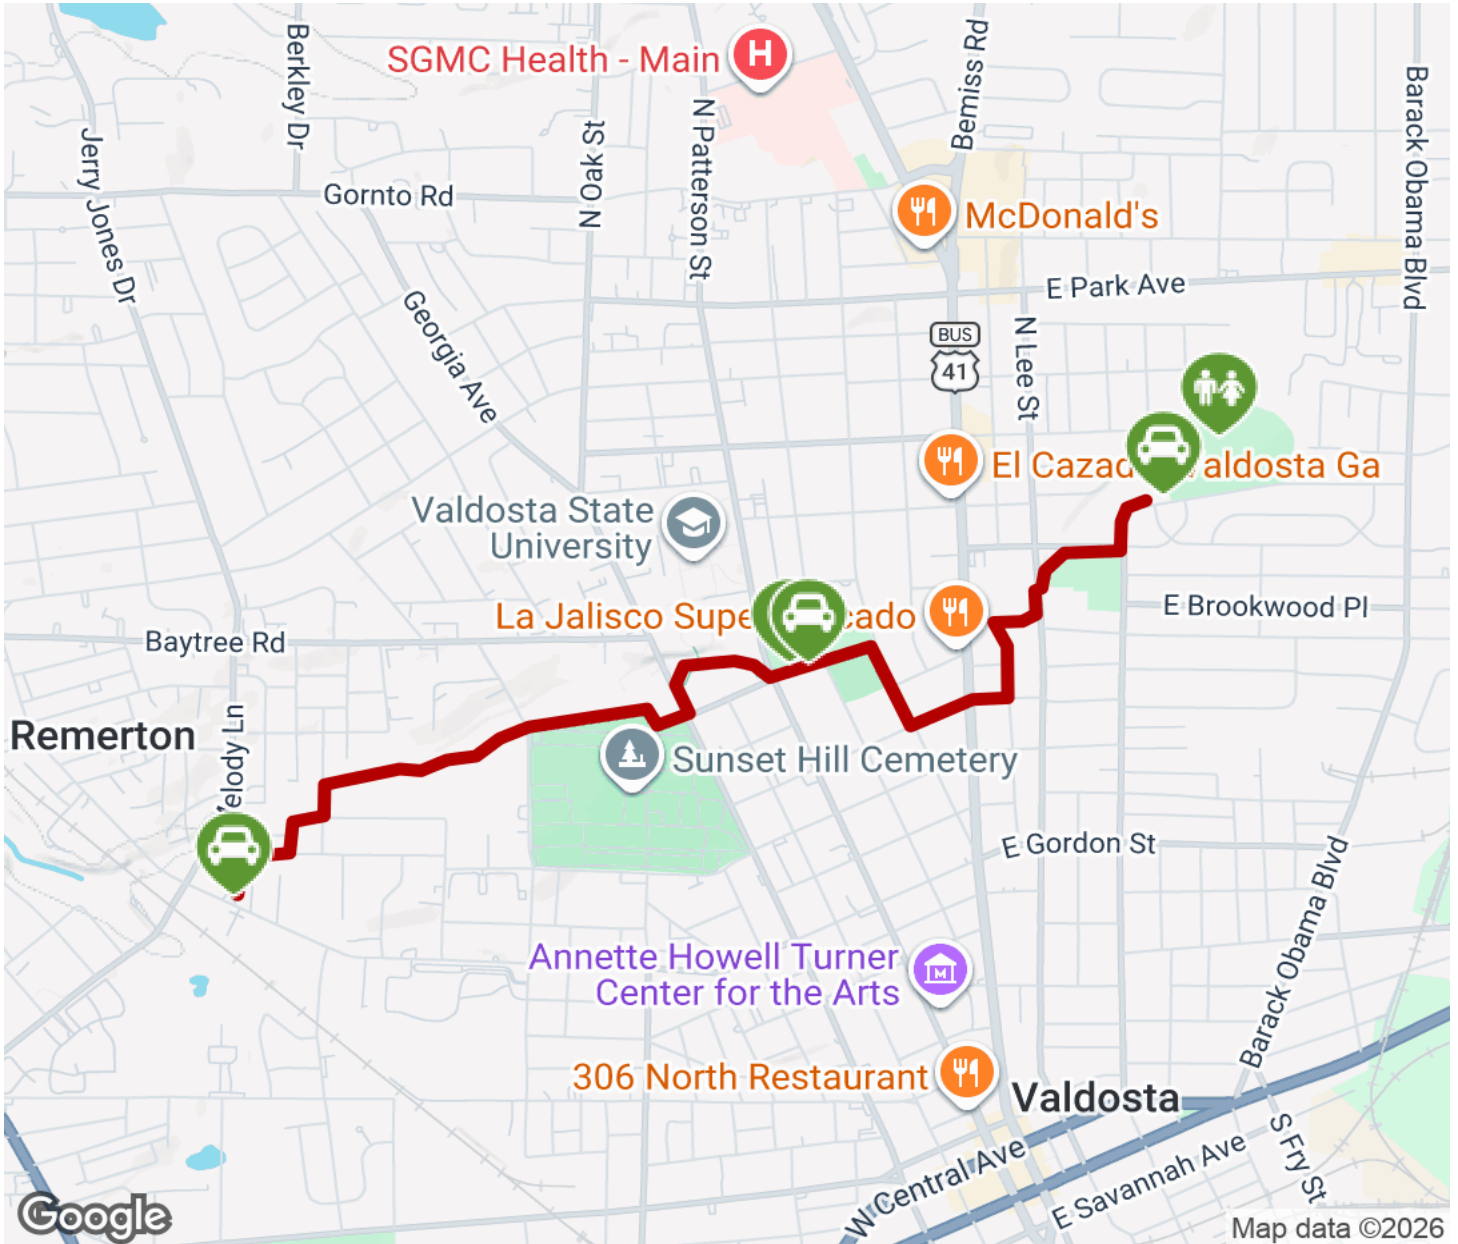 SGMC Health - Main
H
Berkley Dr
Jerry Jones Dr
Gornto Rd
N Oak St
N Patterson St
Bemiss Rd
Barack Obama Blvd
McDonald's
E Park Ave
Georgia Ave
BUS
41
N Lee St
El Cazad
aldosta Ga
Valdosta State
University
La Jalisco Supe
cado
E Brookwood Pl
Baytree Rd
Remerton
elody Ln
Sunset Hill Cemetery
E Gordon St
Barack Obama Blvd
Annette Howell Turner
Center for the Arts
M
306 North Restaurant
Valdosta
W Central Ave
E Savannah Ave
S Fry St
Google
Map data ©2026